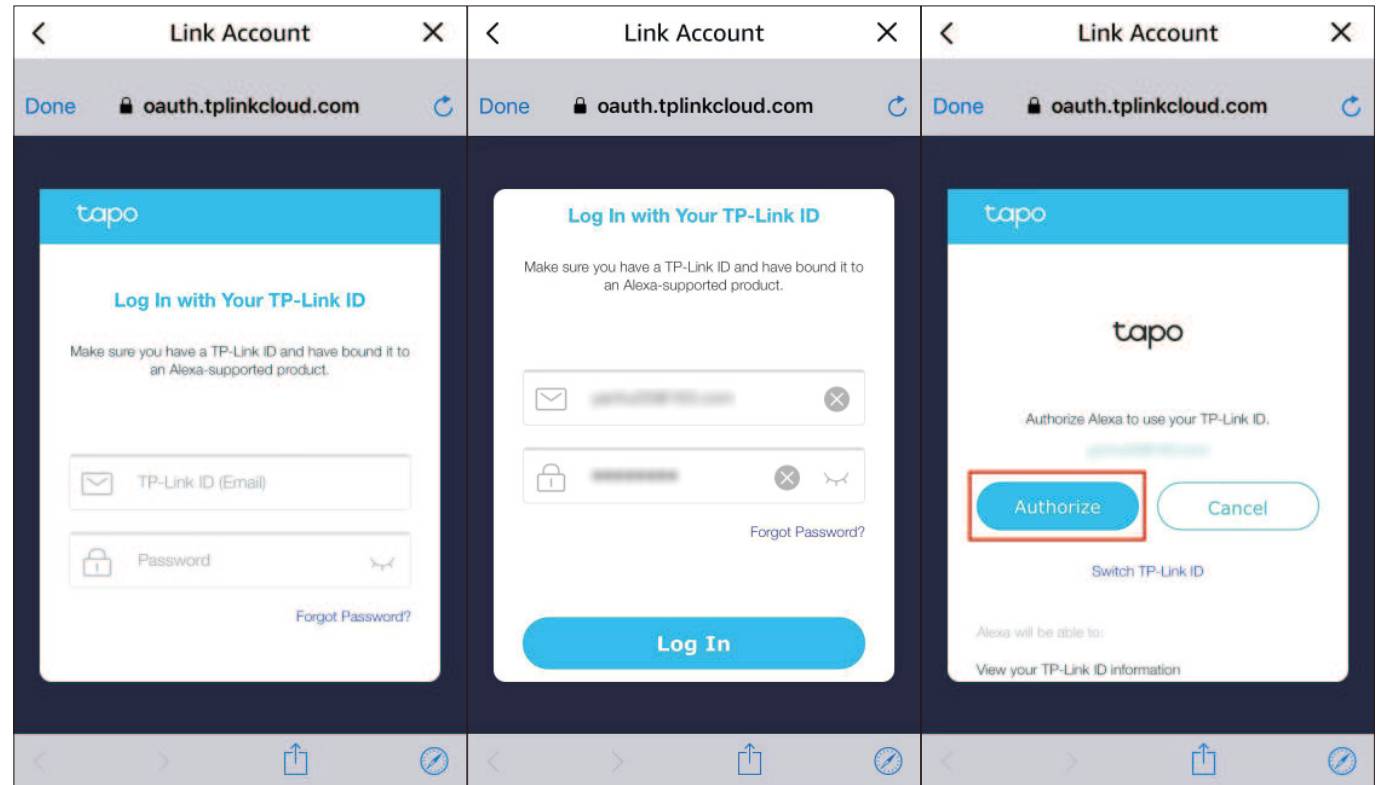 Link Account
Done oauth.tplinkcloud.com
tapo
Log In with Your TP-Link ID
Make sure you have a TP-Link ID and have bound it to
an Alexa-supported product.
TP-Link ID (Email)
Password
Forgot Password?
Link Account
Done oauth.tplinkcloud.com
Log In with Your TP-Link ID
Make sure you have a TP-Link ID and have bound it to
an Alexa-supported product.
Forgot Password?
Log In
Link Account
Done oauth.tplinkcloud.com
tapo
tapo
Authorize Alexa to use your TP-Link ID.
Authorize Cancel
Switch TP-Link ID
Alexa will be able to:
View your TP-Link ID information